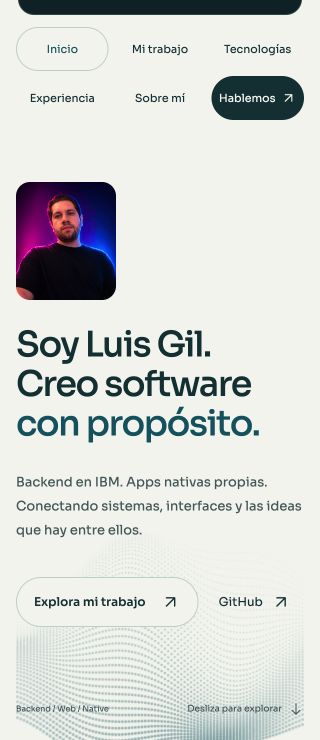 Inicio
Mi trabajo
Tecnologías
Experiencia
Sobre mí
Hablemos
Soy Luis Gil.
Creo software
con propósito.
Backend en IBM. Apps nativas propias.
Conectando sistemas, interfaces y las ideas
que hay entre ellos.
Explora mi trabajo
GitHub
Backend / Web / Native
Desliza para explorar